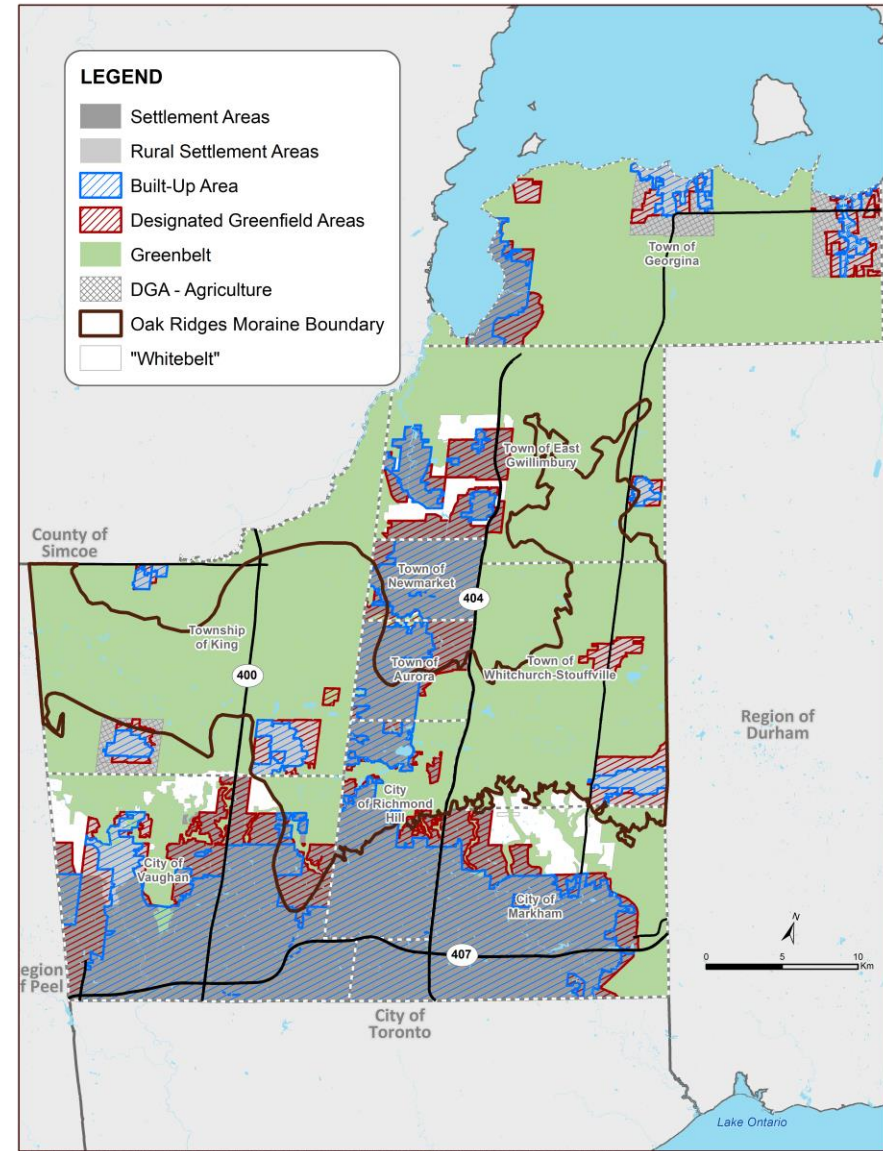 LEGEND
Settlement Areas
Rural Settlement Areas
Built-Up Area
Designated Greenfield Areas
Greenbelt
DGA - Agriculture
Oak Ridges Moraine Boundary
"Whitebelt"
Town of
Georgina
Town of East
Gwillimbury
County of
Simcoe
Town of
Newmarket
404
Township
of King
Town of
Aurora
Town of
Whitchurch-Stouffville
400
Region of
Durham
City
of Richmond
Hill
City of
Vaughan
City of
Markham
407
N
0 5 10
Km
egion
f Peel
City of
Toronto
Lake Ontario